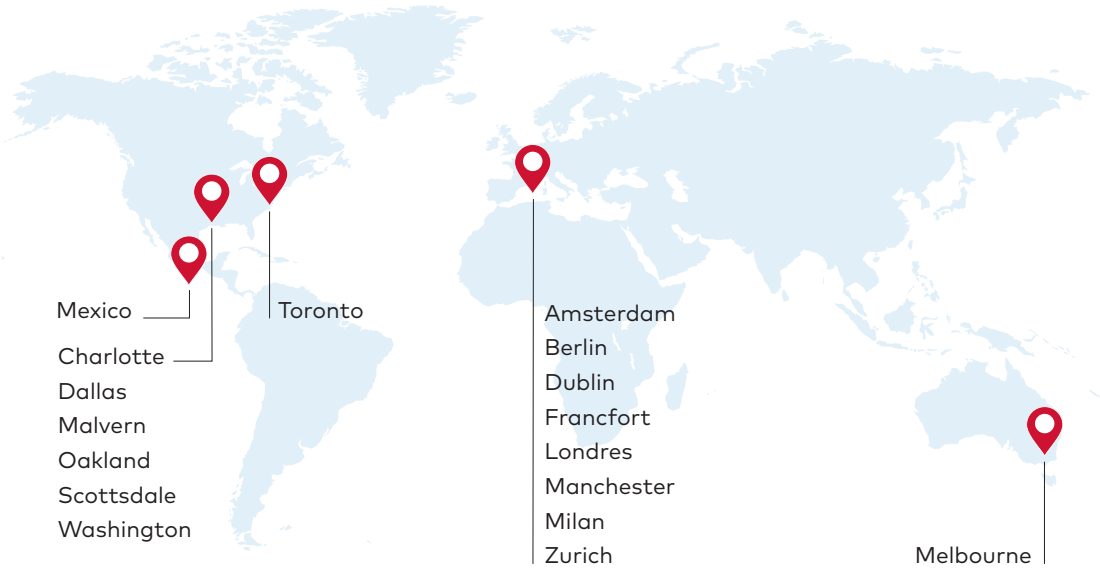 Mexico
Toronto
Charlotte
Dallas
Malvern
Oakland
Scottsdale
Washington
Amsterdam
Berlin
Dublin
Francfort
Londres
Manchester
Milan
Zurich
Melbourne